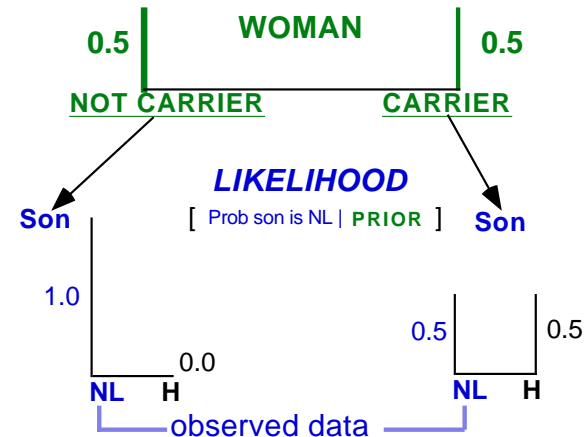 WOMAN
0.5 0.5
NOT CARRIER CARRIER
LIKELIHOOD
Son [ Prob son is NL | PRIOR ] Son
1.0
0.5 0.5
0.0
NL H NL H
observed data